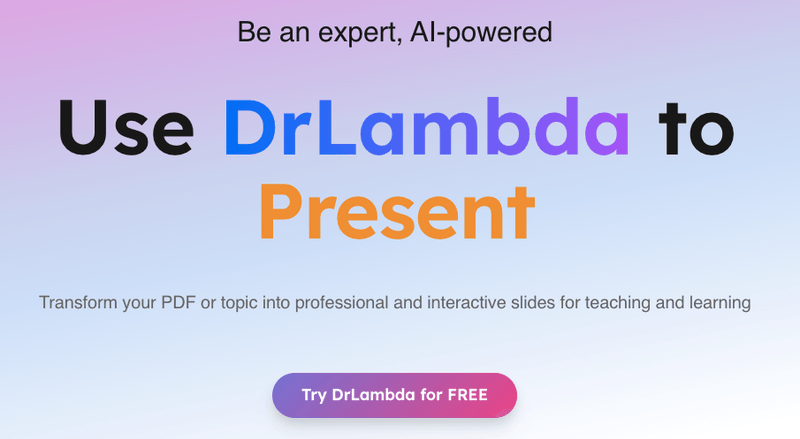 Be an expert, AI-powered
Use DrLambda to
Present
Transform your PDF or topic into professional and interactive slides for teaching and learning
Try DrLambda for FREE